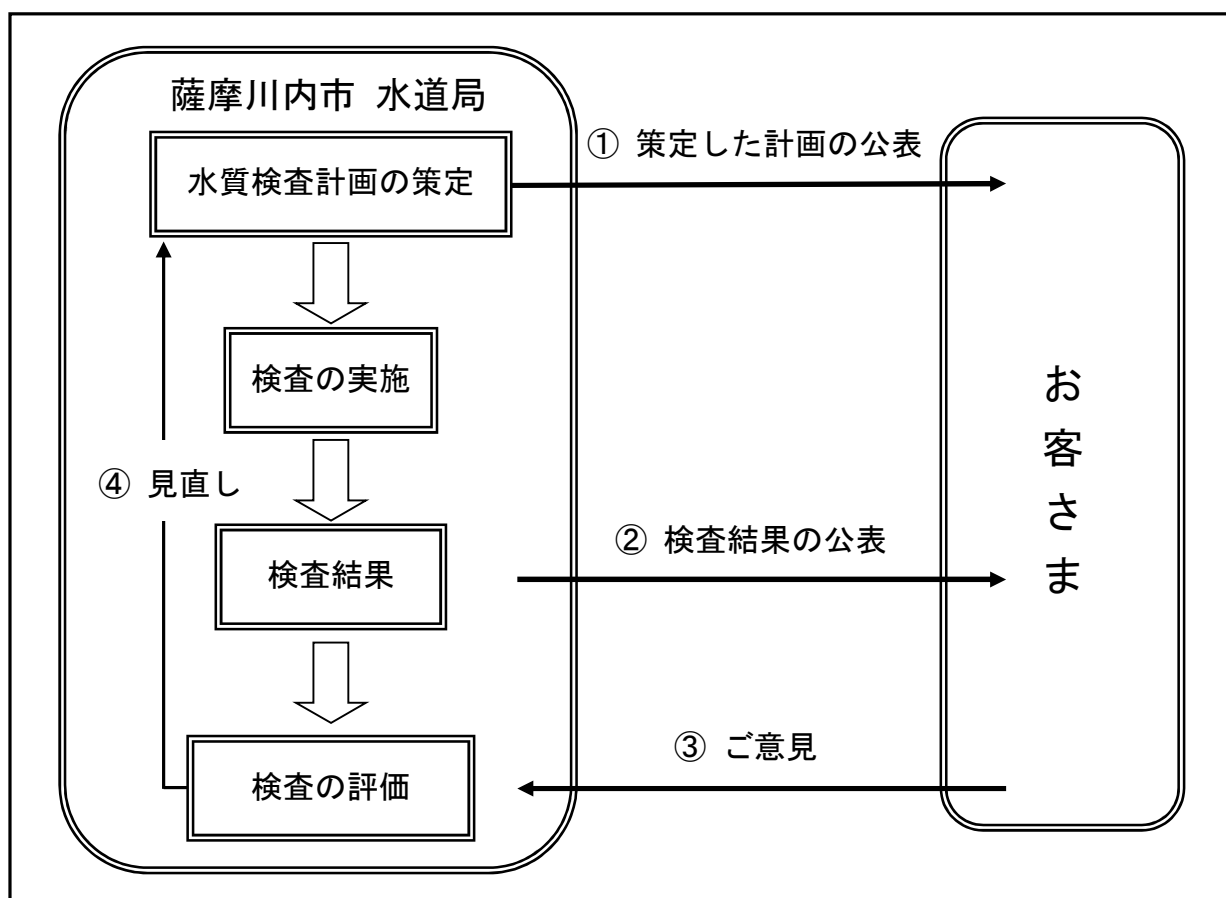 薩摩川内市 水道局
水質検査計画の策定
① 策定した計画の公表
検査の実施
④ 見直し
検査結果
② 検査結果の公表
検査の評価
③ ご意見
お客さま